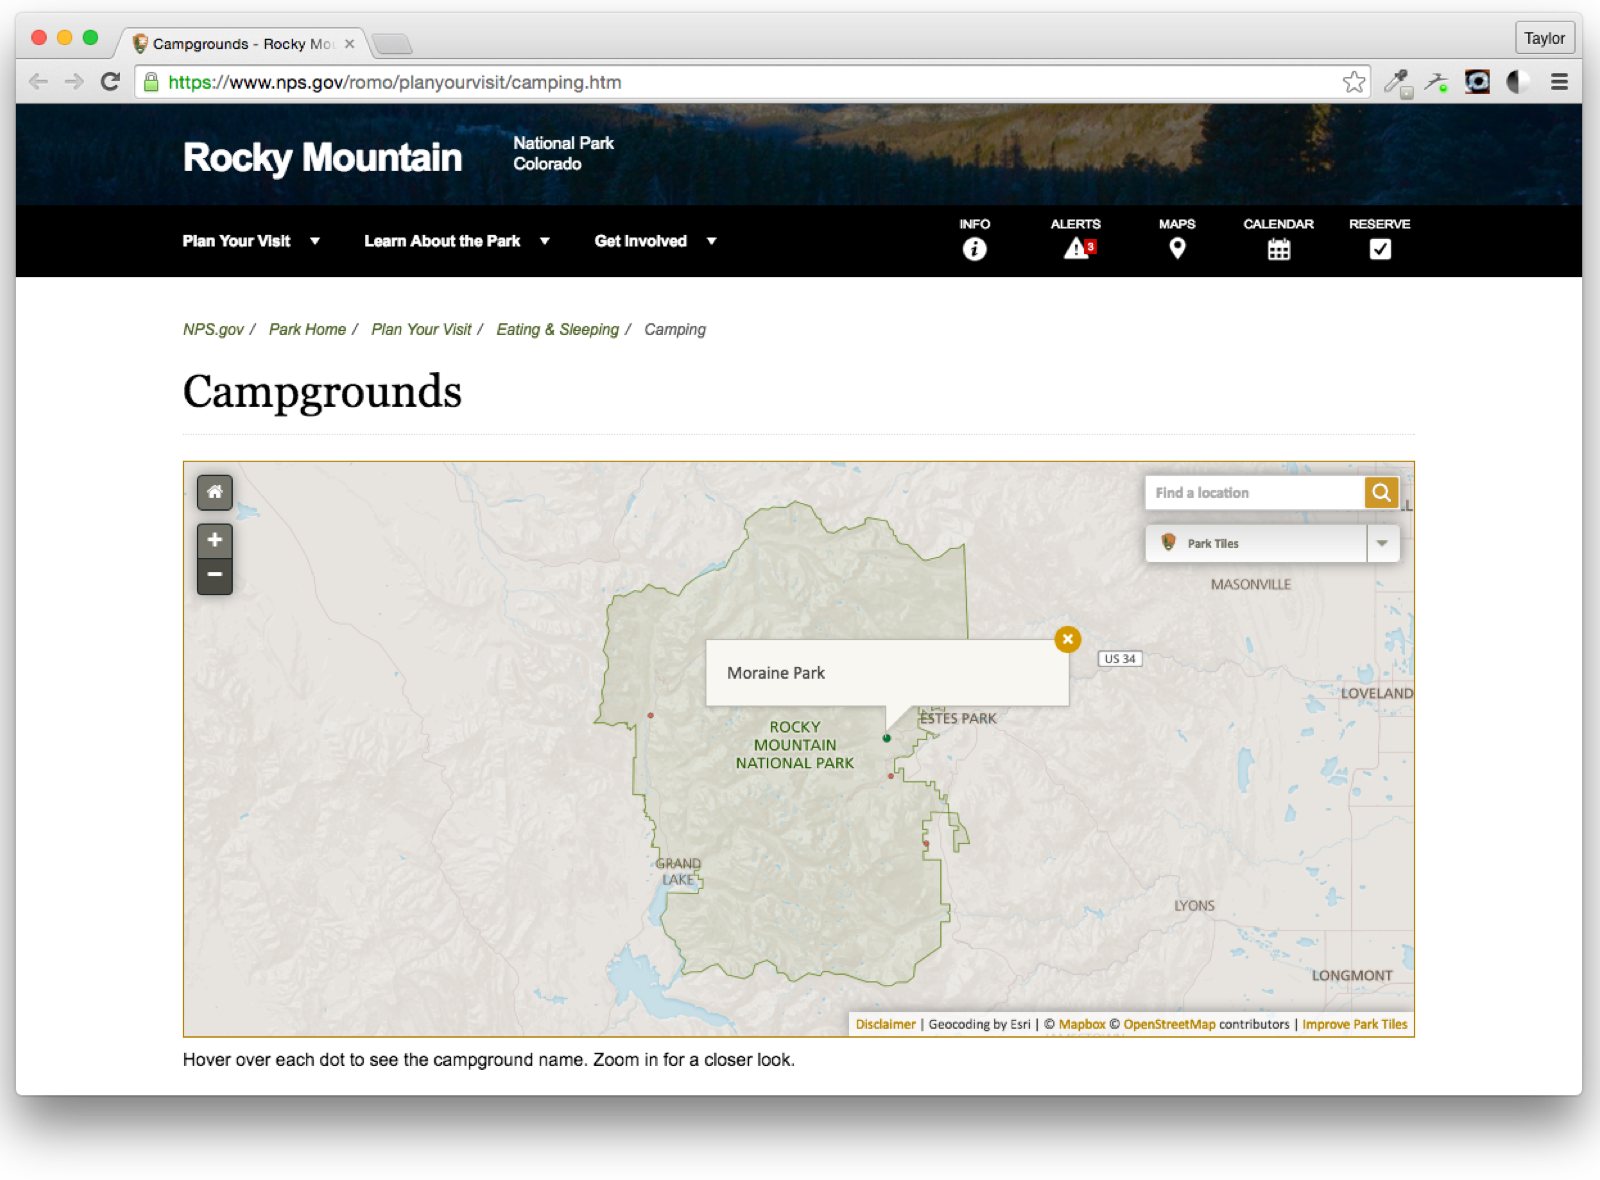 Campgrounds - Rocky Mou
Taylor
https://www.nps.gov/romo/planyourvisit/camping.htm
Rocky Mountain
National Park
Colorado
Plan Your Visit
Learn About the Park
Get Involved
INFO
ALERTS
3
MAPS
CALENDAR
RESERVE
NPS.gov / Park Home / Plan Your Visit / Eating & Sleeping / Camping
Campgrounds
Find a location
Park Tiles
MASONVILLE
US 34
Moraine Park
LOVELAND
ESTES PARK
ROCKY
MOUNTAIN
NATIONAL PARK
GRAND
LAKE
LYONS
LONGMONT
Disclaimer | Geocoding by Esri | © Mapbox © OpenStreetMap contributors | Improve Park Tiles
Hover over each dot to see the campground name. Zoom in for a closer look.